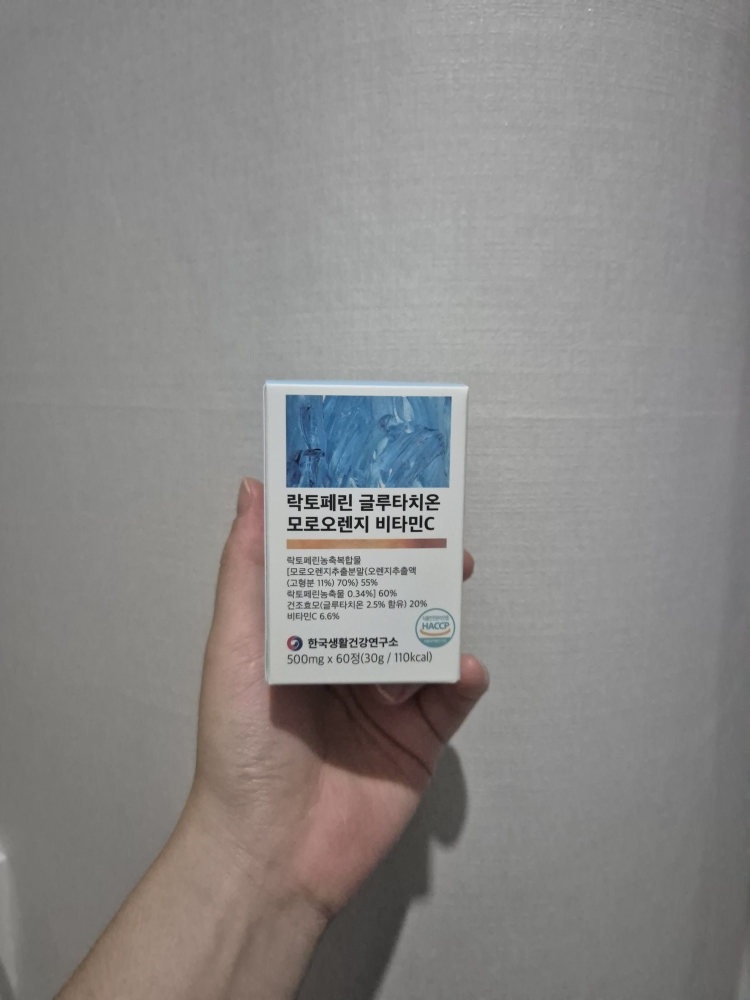 락토페린 글루타치온
모로오렌지 비타민C
락토페린농축복합물
[모로오렌지추출분말(오렌지추출액
(고형분 11%) 70%) 55%
락토페린농축물 0.34%] 60%
건조효모(글루타치온 2.5% 함유) 20%
비타민C 6.6%
HACCP
한국생활건강연구소
500mg x 60정(30g / 110kcal)